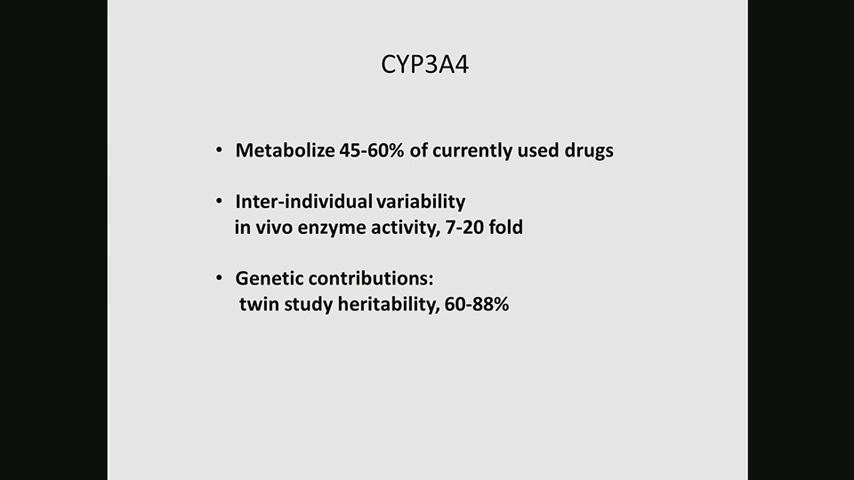 CYP3A4
• Metabolize 45-60% of currently used drugs
• Inter-individual variability
in vivo enzyme activity, 7-20 fold
• Genetic contributions:
twin study heritability, 60-88%